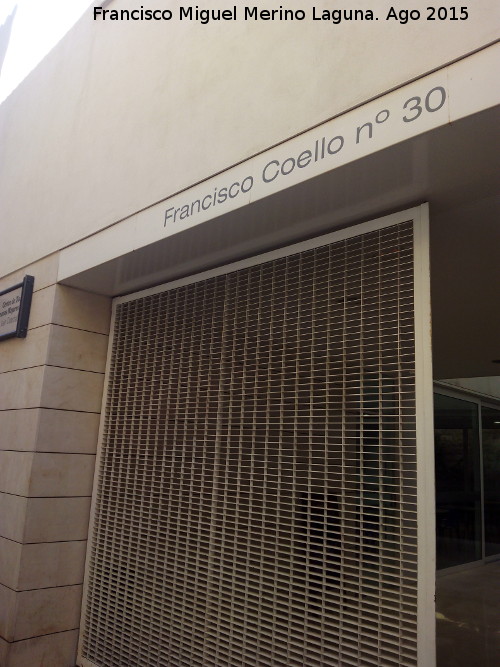 Francisco Miguel Merino Laguna. Ago 2015
Francisco Coello nº 30